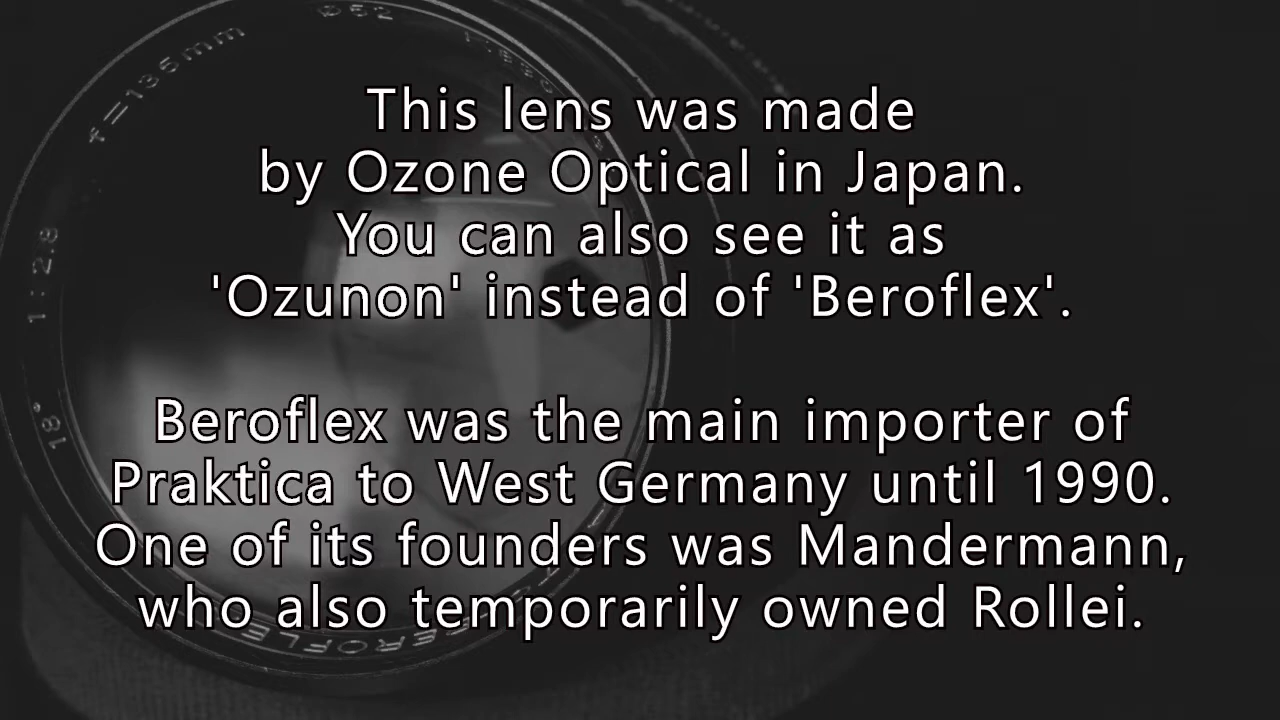 This lens was made
by Ozone Optical in Japan.
You can also see it as
'Ozunon' instead of 'Beroflex'.
Beroflex was the main importer of
Praktica to West Germany until 1990.
One of its founders was Mandermann,
who also temporarily owned Rollei.
f=135mm
Ø52
1:2.8
18°
BEROFLE